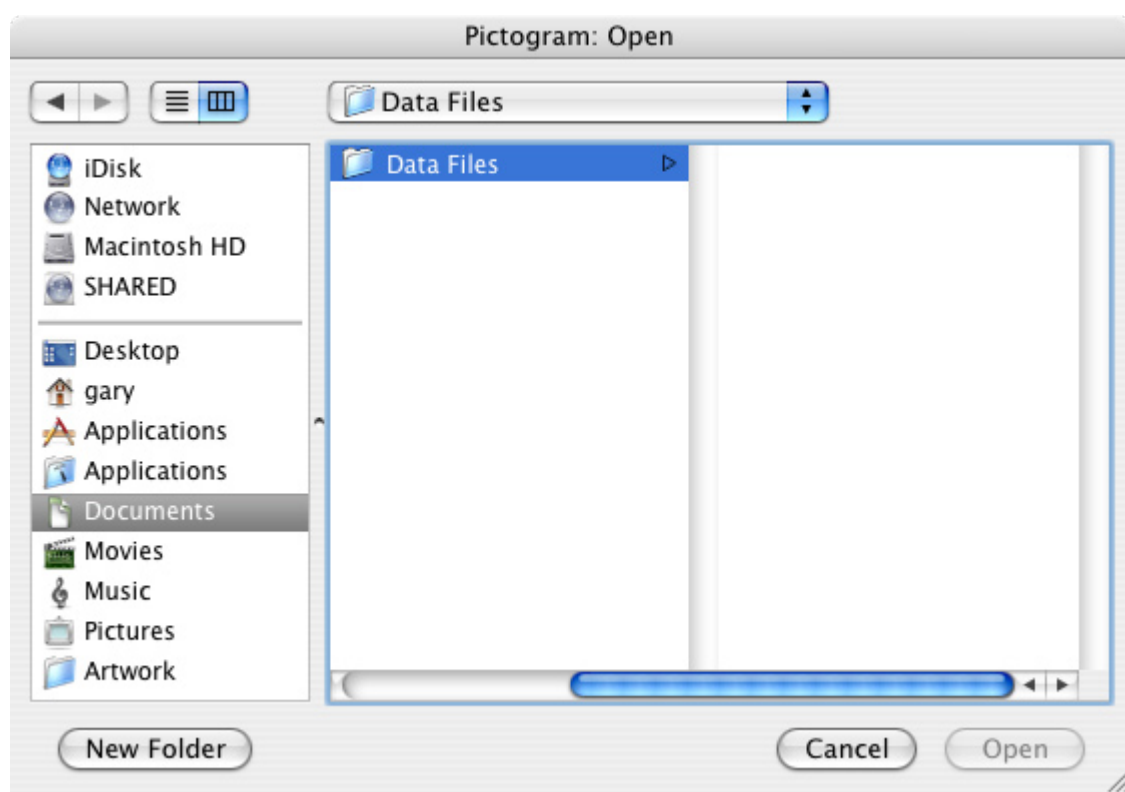 Pictogram: Open
Data Files
iDisk
Network
Macintosh HD
SHARED
Desktop
gary
Applications
Applications
Documents
Movies
Music
Pictures
Artwork
Data Files
New Folder
Cancel
Open